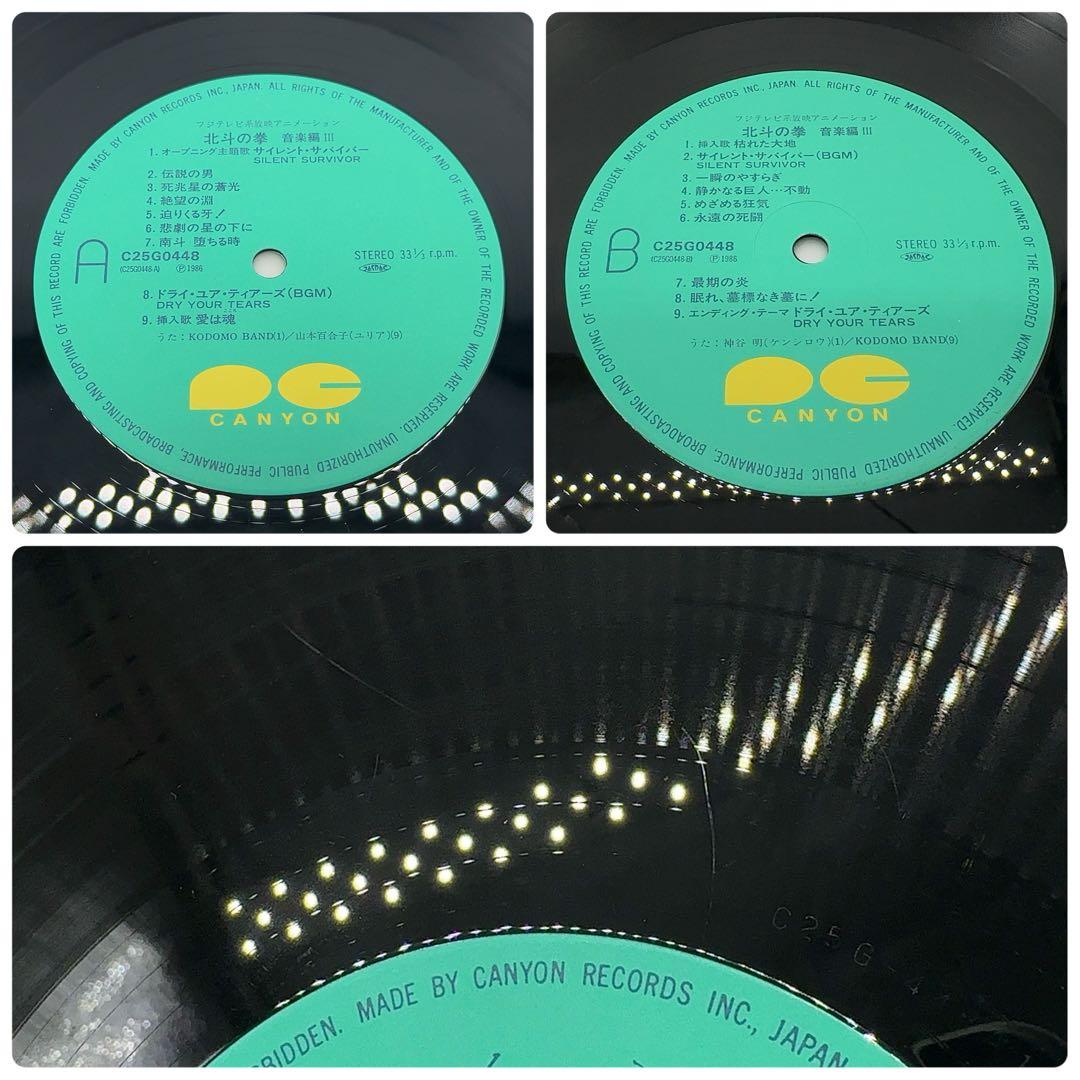 MADE BY CANYON RECORDS INC., JAPAN. ALL RIGHTS OF THE MANUFACTURER AND OF THE OWNER OF THE RECORDED WORK ARE RESERVED. UNAUTHORIZED PUBLIC PERFORMANCE, BROADCASTING AND COPYING OF THIS RECORD ARE FORBIDDEN.
フジテレビ系放映アニメーション
北斗の拳 音楽編III
1. オープニング主題歌 サイレント・サバイバー
SILENT SURVIVOR
2. 伝説の男
3. 死兆星の蒼光
4. 絶望の淵
5. 迫りくる牙!
6. 悲劇の星の下に
7. 南斗 堕ちる時
A
C25G0448
(C25G0448-A) Ⓟ1986
STEREO 33 1/3 r.p.m.
JASRAC
8. ドライ・ユア・ティアーズ(BGM)
DRY YOUR TEARS
こころ
9. 挿入歌 愛は魂
うた:KODOMO BAND(1)/山本百合子(ユリア)(9)
CANYON
MADE BY CANYON RECORDS INC., JAPAN. ALL RIGHTS OF THE MANUFACTURER AND OF THE OWNER OF THE RECORDED WORK ARE RESERVED. UNAUTHORIZED PUBLIC PERFORMANCE, BROADCASTING AND COPYING OF THIS RECORD ARE FORBIDDEN.
フジテレビ系放映アニメーション
北斗の拳 音楽編III
1. 挿入歌 枯れた大地
2. サイレント・サバイバー(BGM)
SILENT SURVIVOR
3. 一瞬のやすらぎ
4. 静かなる巨人…不動
5. めざめる狂気
6. 永遠の死闘
B
C25G0448
(C25G0448-B) Ⓟ1986
STEREO 33 1/3 r.p.m.
JASRAC
7. 最期の炎
8. 眠れ、墓標なき墓に!
9. エンディング・テーマ ドライ・ユア・ティアーズ
DRY YOUR TEARS
うた:神谷 明(ケンシロウ)(1)/KODOMO BAND(9)
CANYON
C25G
RBIDDEN. MADE BY CANYON RECORDS INC., JAPAN